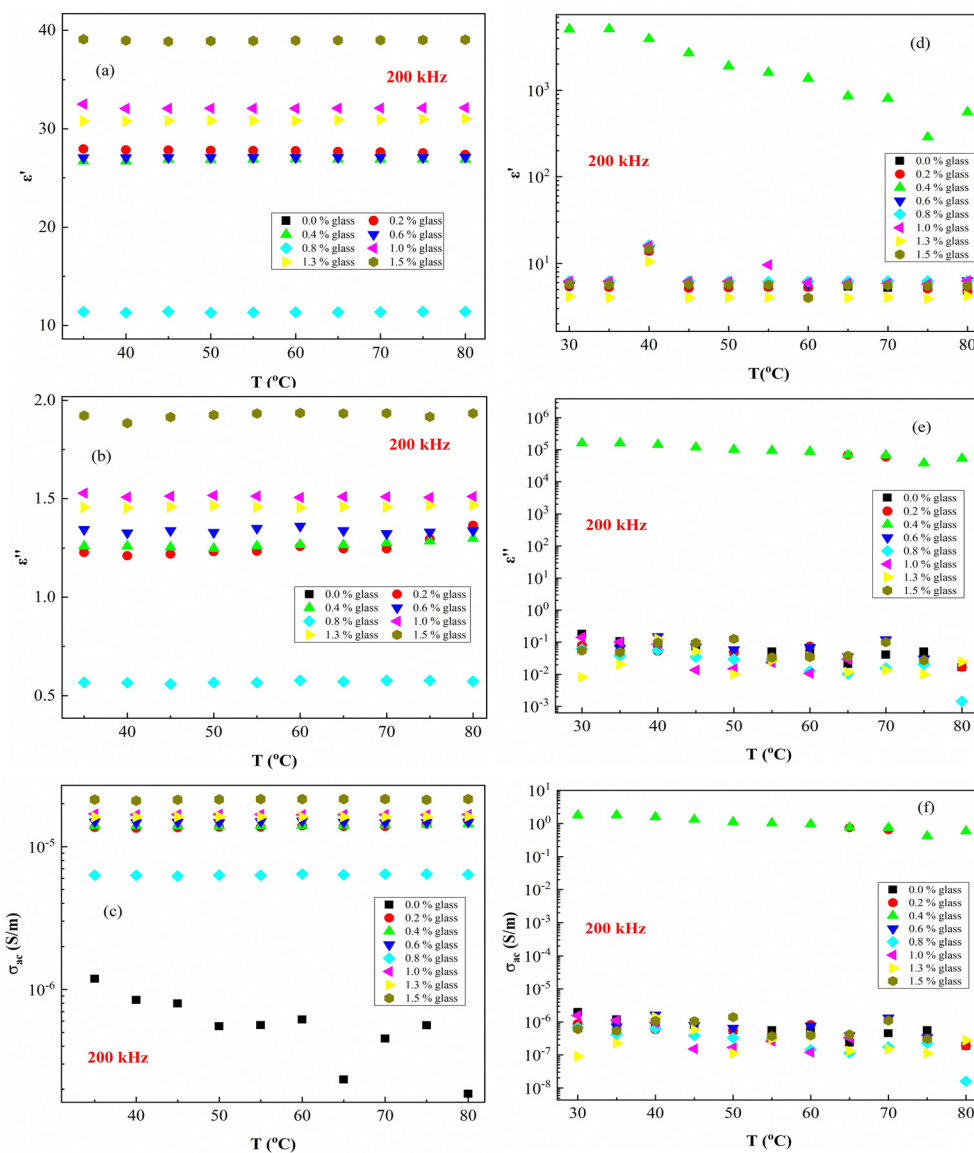 40
30
20
10
ε'
(a)
200 kHz
0.0 % glass 0.2 % glass
0.4 % glass 0.6 % glass
0.8 % glass 1.0 % glass
1.3 % glass 1.5 % glass
40 50 60 70 80
T (°C)
(d)
10³
10²
10¹
ε'
200 kHz
0.0 % glass
0.2 % glass
0.4 % glass
0.6 % glass
0.8 % glass
1.0 % glass
1.3 % glass
1.5 % glass
30 40 50 60 70 80
T(°C)
2.0
1.5
1.0
0.5
ε''
(b)
200 kHz
0.0 % glass 0.2 % glass
0.4 % glass 0.6 % glass
0.8 % glass 1.0 % glass
1.3 % glass 1.5 % glass
40 50 60 70 80
T (°C)
(e)
10⁶
10⁵
10⁴
10³
10²
10¹
10⁰
10⁻¹
10⁻²
10⁻³
ε''
200 kHz
0.0 % glass
0.2 % glass
0.4 % glass
0.6 % glass
0.8 % glass
1.0 % glass
1.3 % glass
1.5 % glass
30 40 50 60 70 80
T (°C)
10⁻⁵
10⁻⁶
σac (S/m)
(c)
200 kHz
0.0 % glass
0.2 % glass
0.4 % glass
0.6 % glass
0.8 % glass
1.0 % glass
1.3 % glass
1.5 % glass
40 50 60 70 80
T (°C)
(f)
10¹
10⁰
10⁻¹
10⁻²
10⁻³
10⁻⁴
10⁻⁵
10⁻⁶
10⁻⁷
10⁻⁸
σac (S/m)
200 kHz
0.0 % glass
0.2 % glass
0.4 % glass
0.6 % glass
0.8 % glass
1.0 % glass
1.3 % glass
1.5 % glass
30 40 50 60 70 80
T (°C)